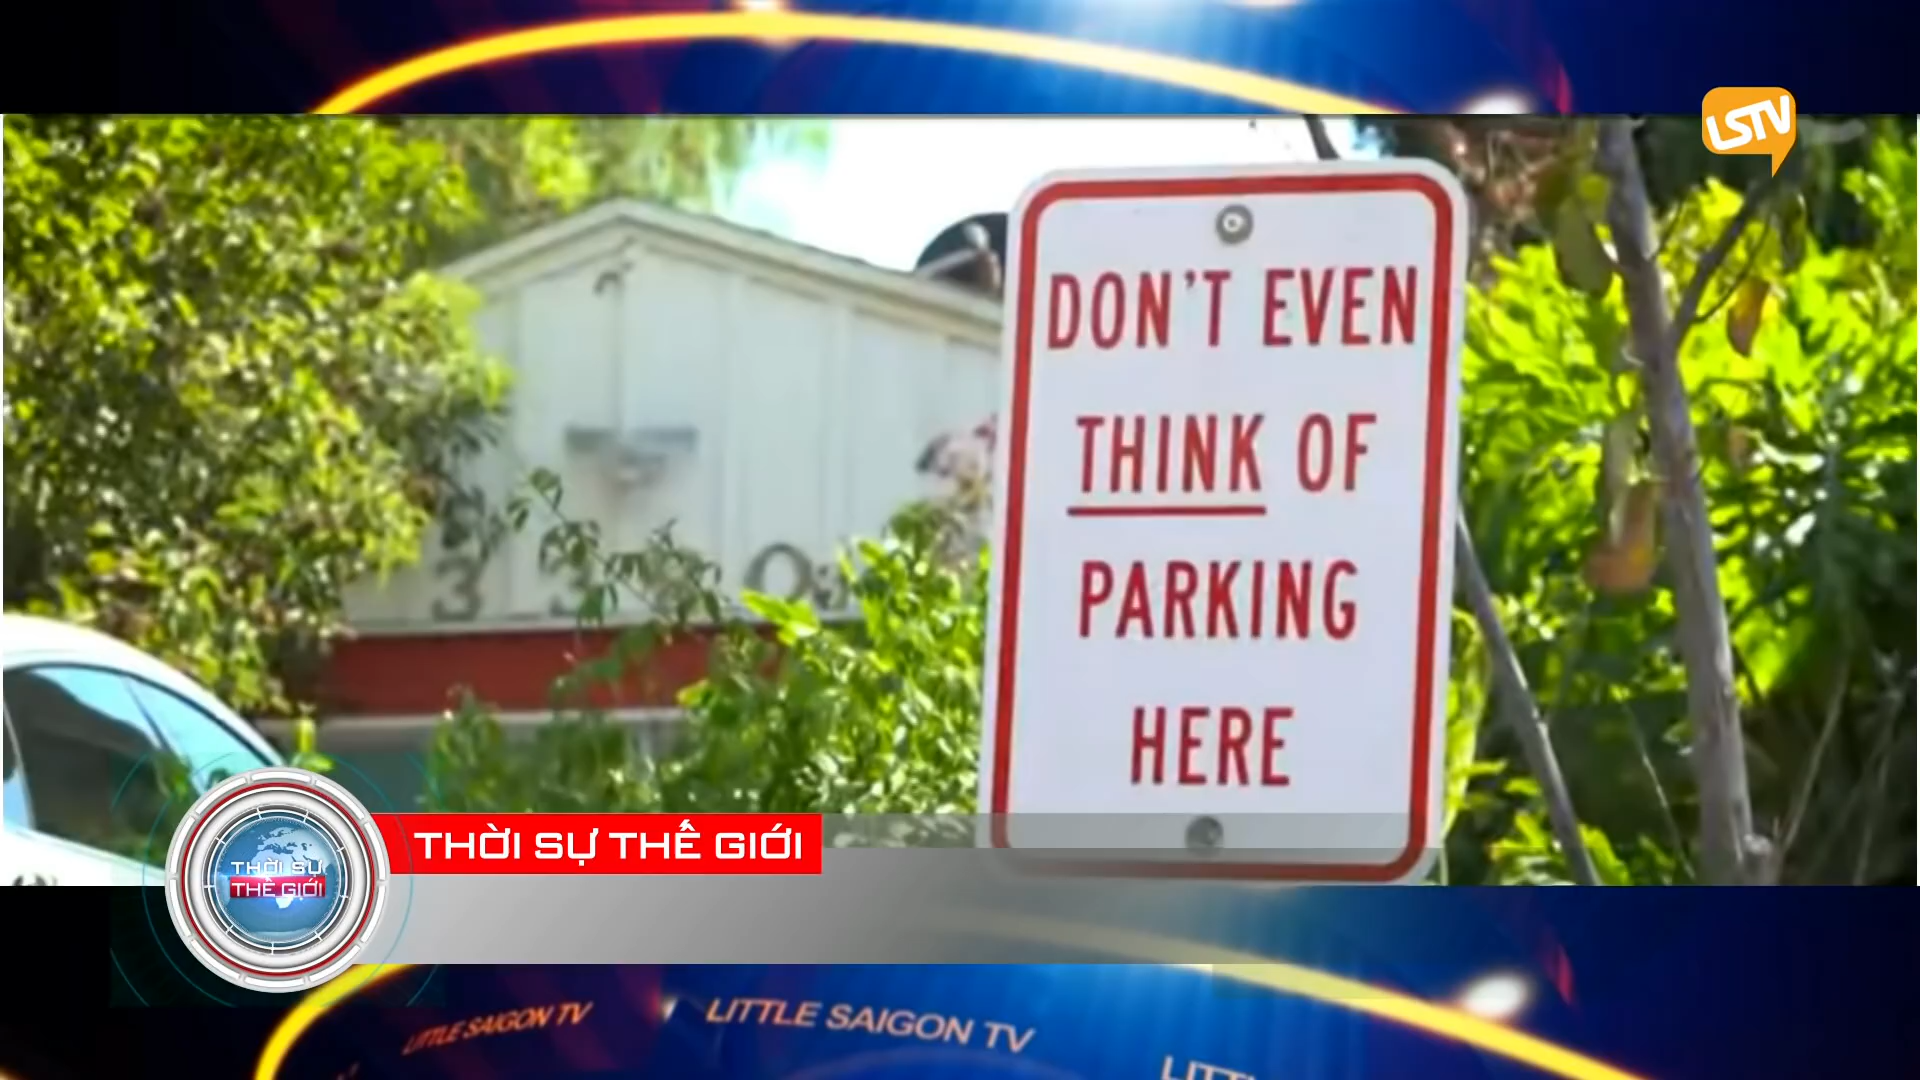 LSTV
DON'T EVEN
THINK OF
PARKING
HERE
3
THỜI SỰ THẾ GIỚI
THỜI SỰ
THẾ GIỚI
LITTLE SAIGON TV
LITTLE SAIGON TV